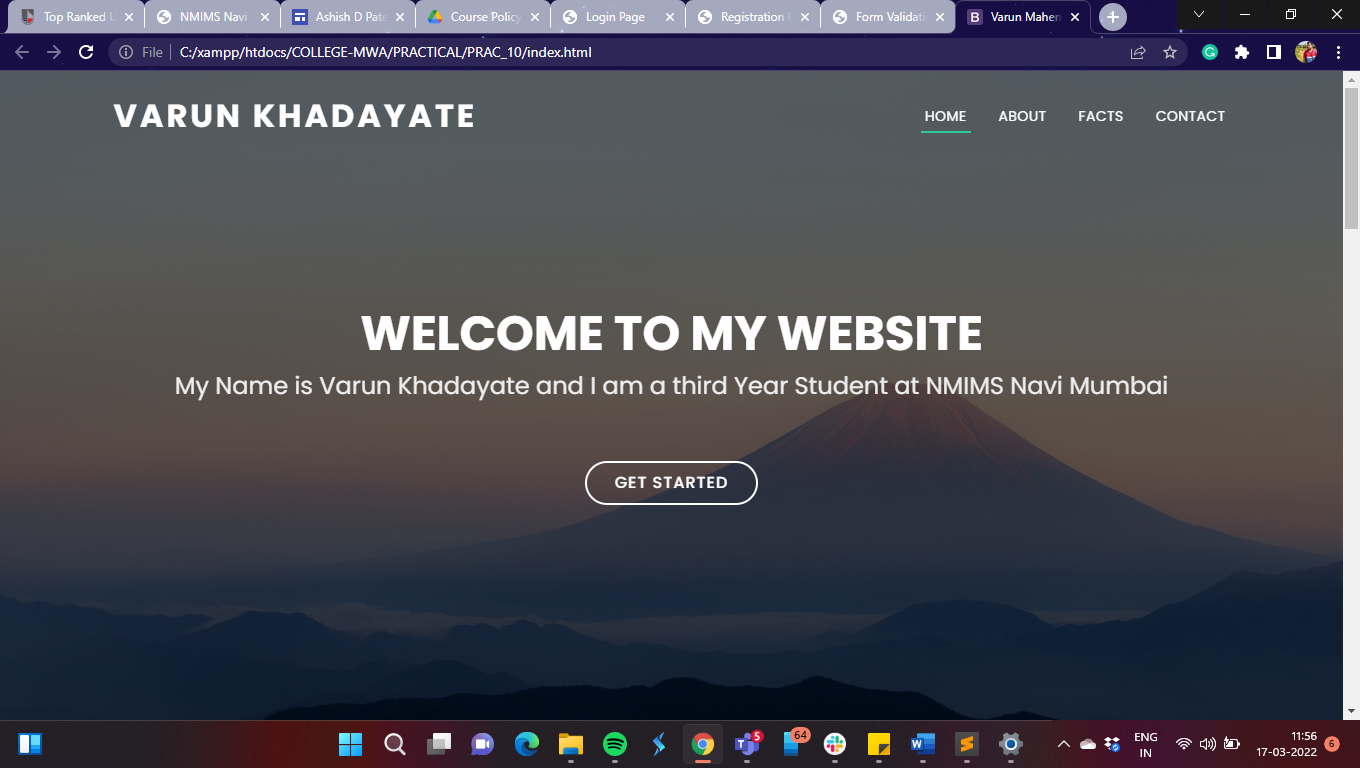 Top Ranked U
NMIMS Navi
Ashish D Pate
Course Policy
Login Page
Registration F
Form Validati
Varun Mahen
File
C:/xampp/htdocs/COLLEGE-MWA/PRACTICAL/PRAC_10/index.html
VARUN KHADAYATE
HOME
ABOUT
FACTS
CONTACT
WELCOME TO MY WEBSITE
My Name is Varun Khadayate and I am a third Year Student at NMIMS Navi Mumbai
GET STARTED
5
64
ENG
IN
11:56
17-03-2022
6